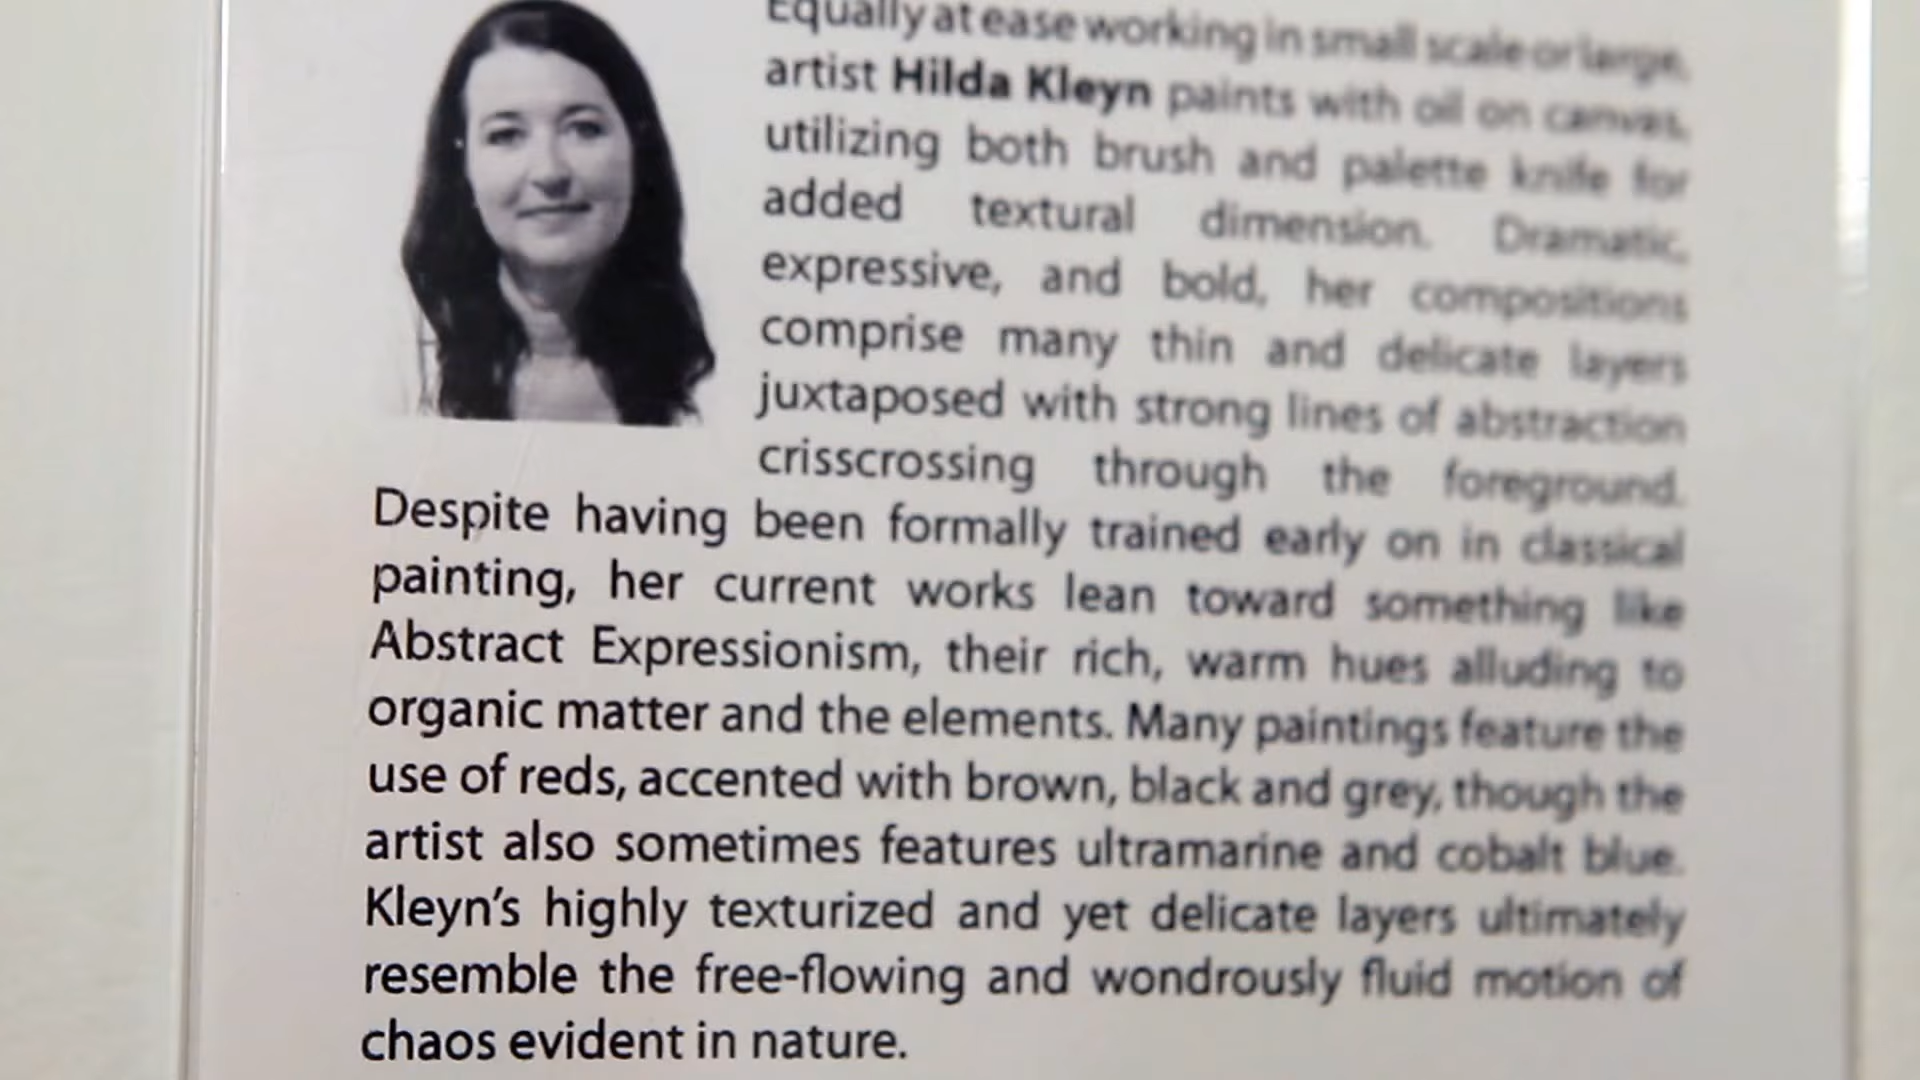 Equally at ease working in small scale or large,
artist Hilda Kleyn paints with oil on canvas,
utilizing both brush and palette knife for
added textural dimension. Dramatic,
expressive, and bold, her compositions
comprise many thin and delicate layers
juxtaposed with strong lines of abstraction
crisscrossing through the foreground.
Despite having been formally trained early on in classical
painting, her current works lean toward something like
Abstract Expressionism, their rich, warm hues alluding to
organic matter and the elements. Many paintings feature the
use of reds, accented with brown, black and grey, though the
artist also sometimes features ultramarine and cobalt blue.
Kleyn's highly texturized and yet delicate layers ultimately
resemble the free-flowing and wondrously fluid motion of
chaos evident in nature.